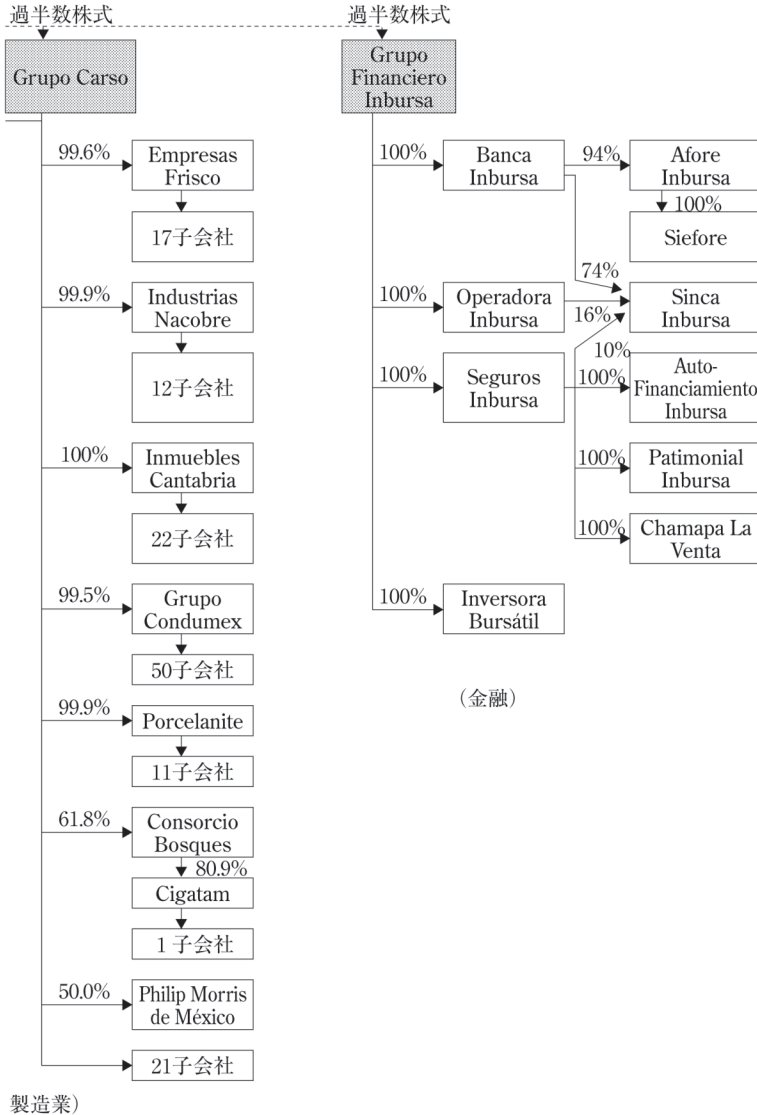 過半数株式
Grupo Carso
99.6%
Empresas
Frisco
17子会社
99.9%
Industrias
Nacobre
12子会社
100%
Inmuebles
Cantabria
22子会社
99.5%
Grupo
Condumex
50子会社
99.9%
Porcelanite
11子会社
61.8%
Consorcio
Bosques
80.9%
Cigatam
1子会社
50.0%
Philip Morris
de México
21子会社
製造業）
過半数株式
Grupo
Financiero
Inbursa
100%
Banca
Inbursa
94%
Afore
Inbursa
100%
Siefore
74%
100%
Operadora
Inbursa
16%
Sinca
Inbursa
10%
100%
Seguros
Inbursa
100%
Auto-
Financiamiento
Inbursa
100%
Patimonial
Inbursa
100%
Chamapa La
Venta
100%
Inversora
Bursátil
（金融）